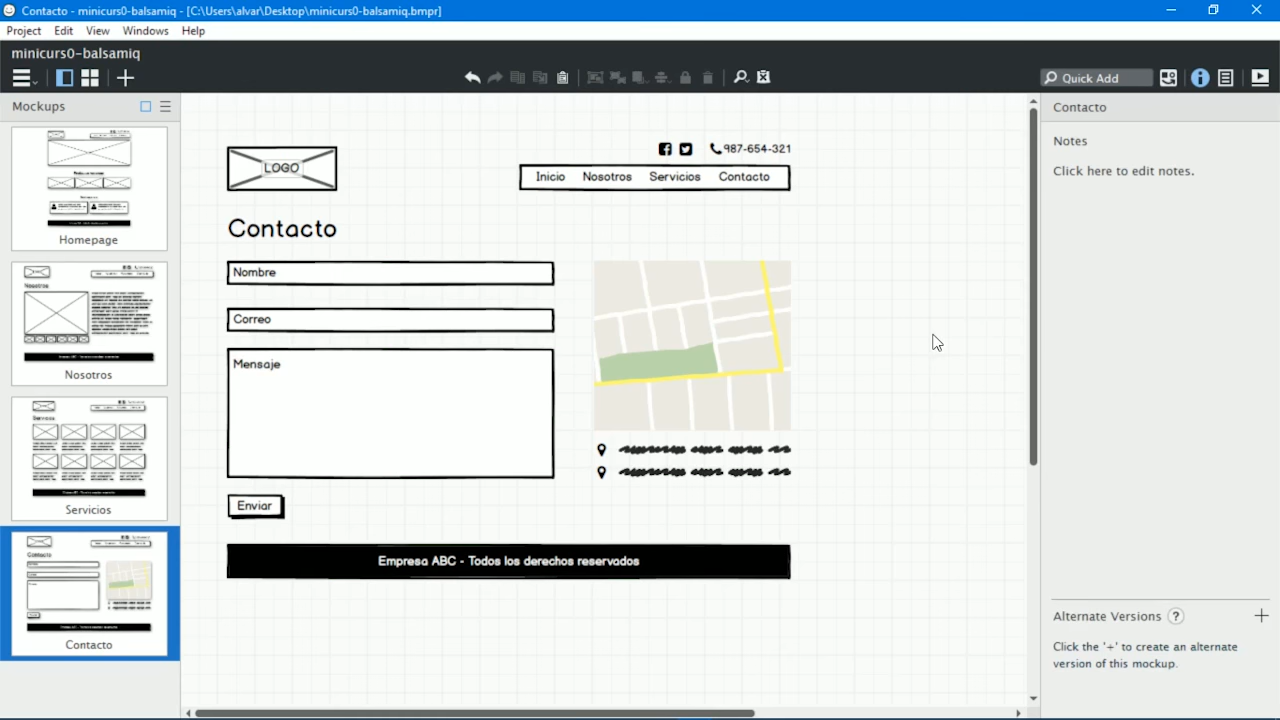 Contacto - minicurs0-balsamiq - [C:\Users\alvar\Desktop\minicurs0-balsamiq.bmpr]
Project Edit View Windows Help
minicurs0-balsamiq
Quick Add
Mockups
Homepage
Nosotros
Servicios
Contacto
987-654-321
LOGO
Inicio Nosotros Servicios Contacto
Contacto
Nombre
Correo
Mensaje
Enviar
Empresa ABC - Todos los derechos reservados
Contacto
Notes
Click here to edit notes.
Alternate Versions ?
Click the '+' to create an alternate
version of this mockup.